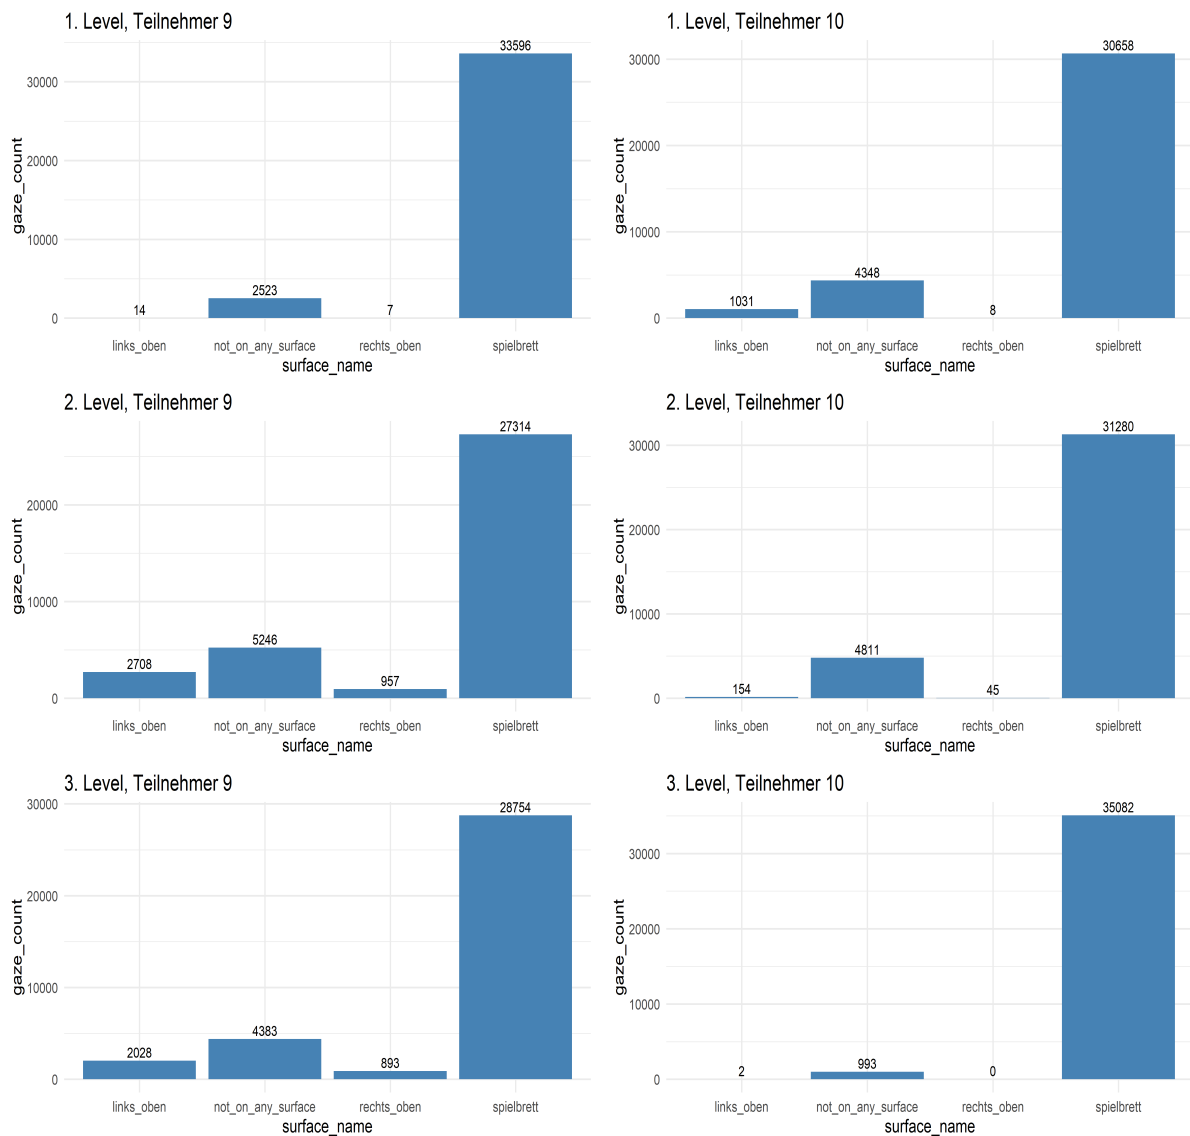 1. Level, Teilnehmer 9
33596
30000
20000
gaze_count
10000
2523
14
7
0
links_oben not_on_any_surface rechts_oben spielbrett
surface_name
1. Level, Teilnehmer 10
30658
30000
20000
gaze_count
10000
4348
1031
8
0
links_oben not_on_any_surface rechts_oben spielbrett
surface_name
2. Level, Teilnehmer 9
27314
20000
gaze_count
10000
5246
2708
957
0
links_oben not_on_any_surface rechts_oben spielbrett
surface_name
2. Level, Teilnehmer 10
31280
30000
20000
gaze_count
10000
4811
154
45
0
links_oben not_on_any_surface rechts_oben spielbrett
surface_name
3. Level, Teilnehmer 9
30000
28754
20000
gaze_count
10000
4383
2028
893
0
links_oben not_on_any_surface rechts_oben spielbrett
surface_name
3. Level, Teilnehmer 10
35082
30000
20000
gaze_count
10000
993
2
0
0
links_oben not_on_any_surface rechts_oben spielbrett
surface_name